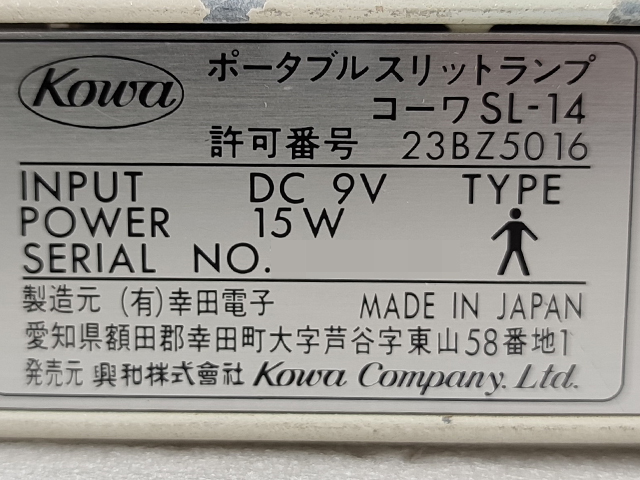 Kowa
ポータブルスリットランプ
コーワ SL-14
許可番号 23BZ5016
INPUT DC 9V TYPE
POWER 15W
SERIAL NO.
製造元 (有)幸田電子 MADE IN JAPAN
愛知県額田郡幸田町大字芦谷字東山58番地1
発売元 興和株式會社 Kowa Company, Ltd.